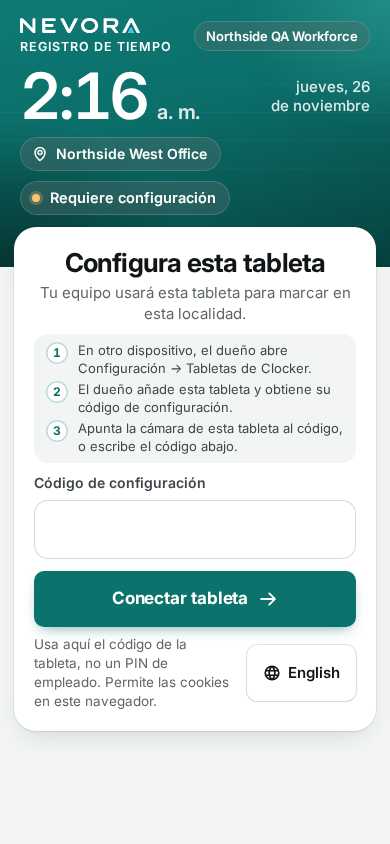 NEVORA
REGISTRO DE TIEMPO
Northside QA Workforce
2:16 a. m.
jueves, 26
de noviembre
Northside West Office
Requiere configuración
Configura esta tableta
Tu equipo usará esta tableta para marcar en
esta localidad.
1 En otro dispositivo, el dueño abre
Configuración → Tabletas de Clocker.
2 El dueño añade esta tableta y obtiene su
código de configuración.
3 Apunta la cámara de esta tableta al código,
o escribe el código abajo.
Código de configuración
Conectar tableta →
Usa aquí el código de la
tableta, no un PIN de
empleado. Permite las cookies
en este navegador.
English